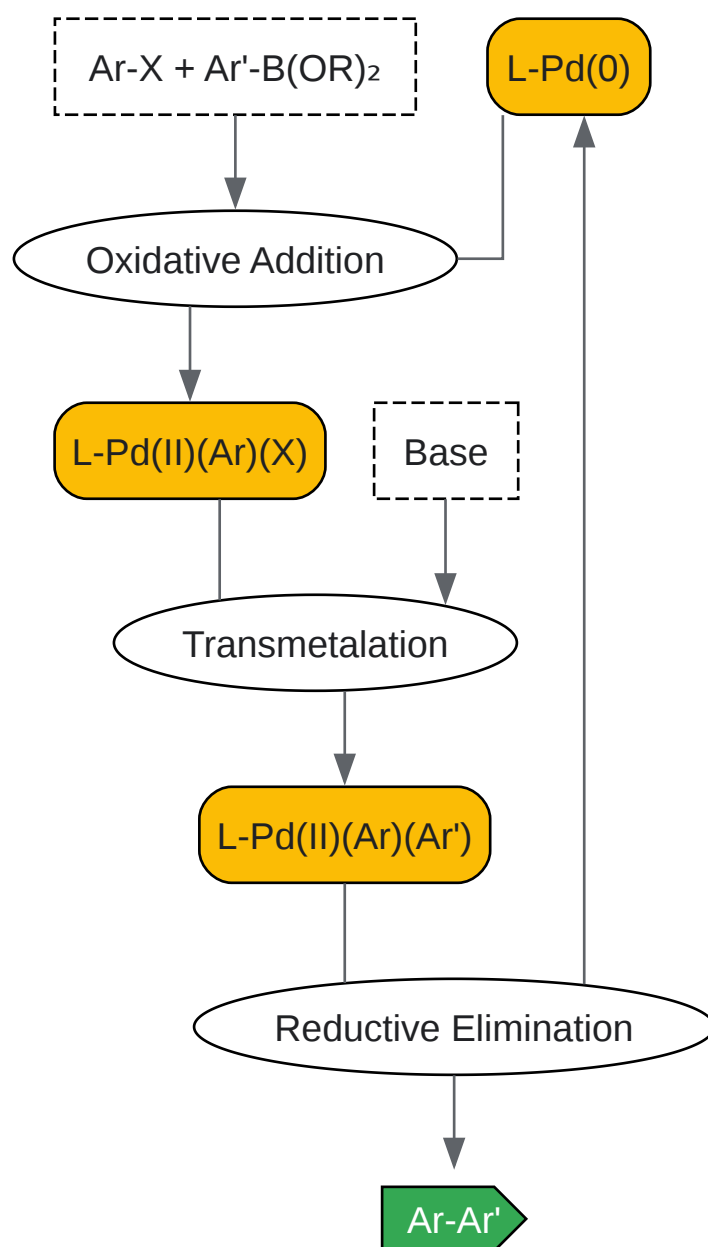 Ar-X + Ar'-B(OR)₂
L-Pd(0)
Oxidative Addition
L-Pd(II)(Ar)(X)
Base
Transmetalation
L-Pd(II)(Ar)(Ar')
Reductive Elimination
Ar-Ar'